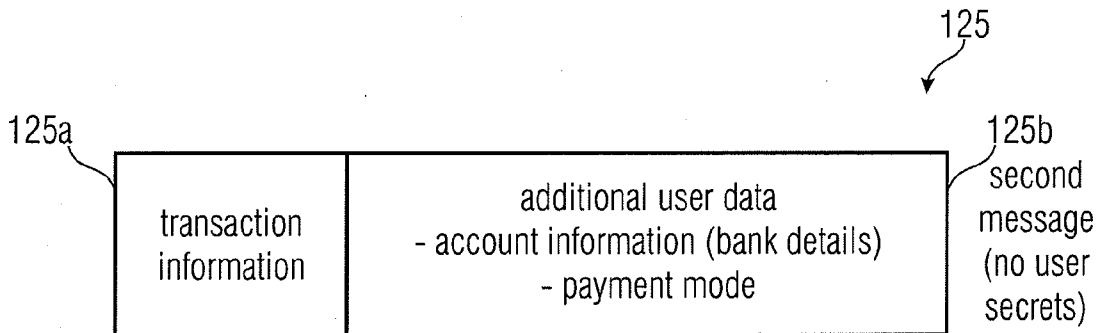 125
125a
transaction
information
additional user data
- account information (bank details)
- payment mode
125b
second
message
(no user
secrets)